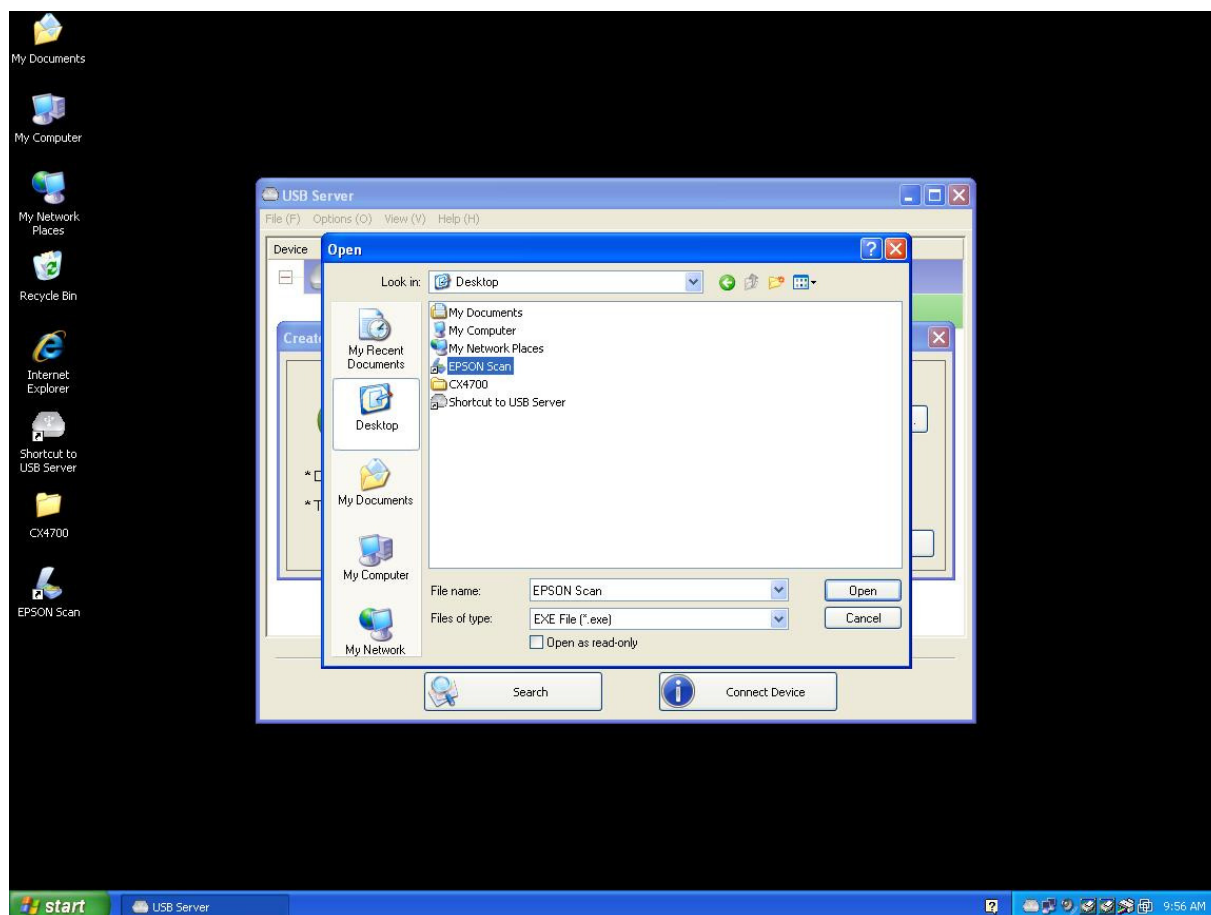 My Documents
My Computer
My Network
Places
Recycle Bin
Internet
Explorer
Shortcut to
USB Server
CX4700
EPSON Scan
USB Server
File (F) Options (O) View (V) Help (H)
Device
Open
Look in: Desktop
My Recent
Documents
Desktop
My Documents
My Computer
My Network
My Documents
My Computer
My Network Places
EPSON Scan
CX4700
Shortcut to USB Server
File name: EPSON Scan
Open
Files of type: EXE File (*.exe)
Cancel
Open as read-only
Search
Connect Device
start
USB Server
9:56 AM